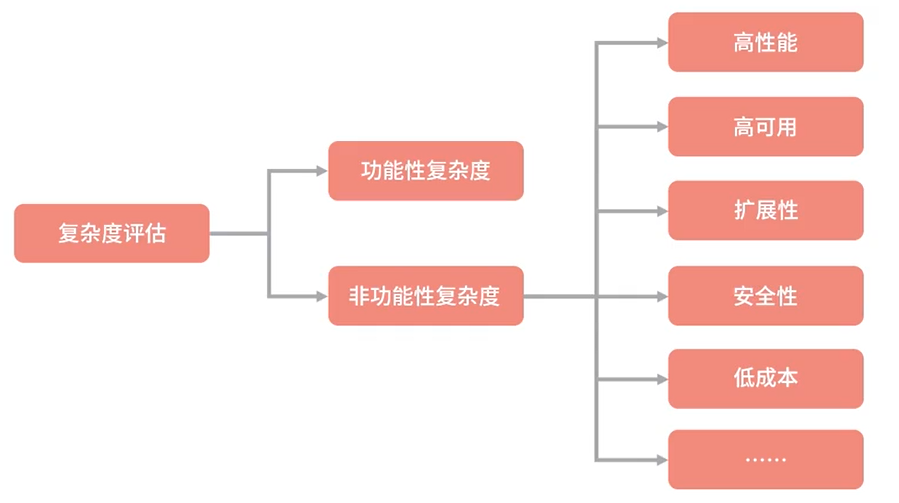 复杂度评估
功能性复杂度
非功能性复杂度
高性能
高可用
扩展性
安全性
低成本
······